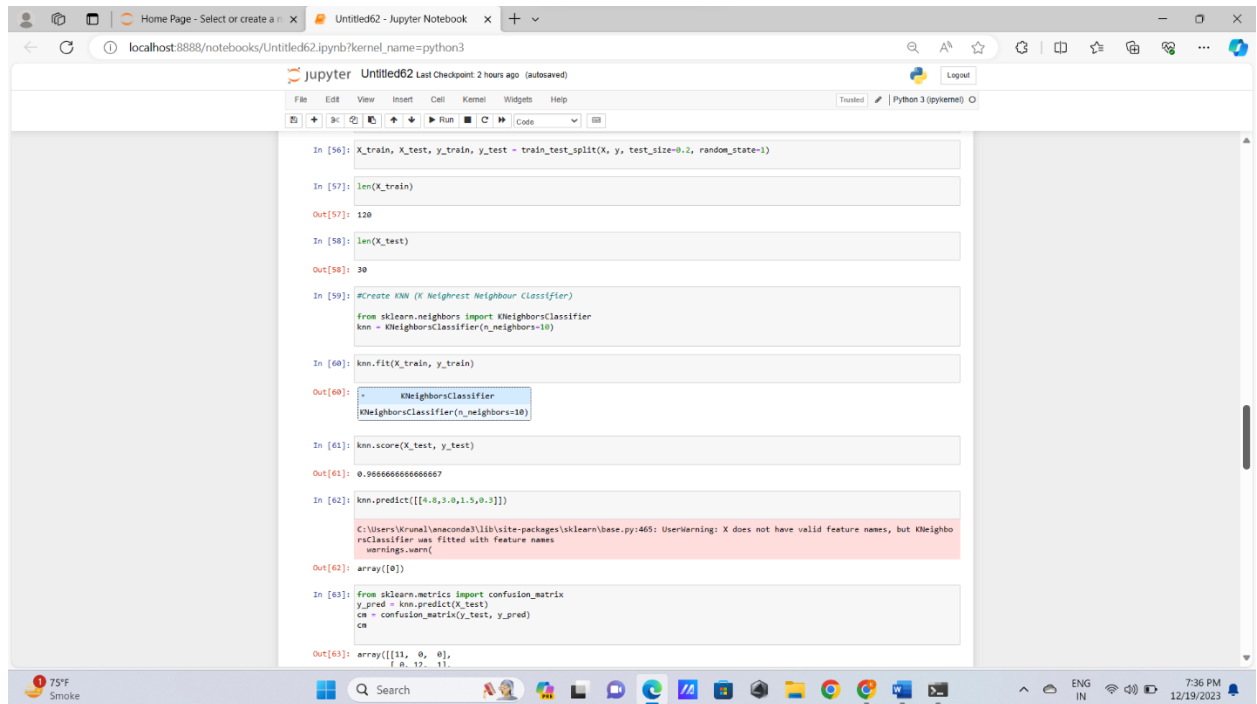 Home Page - Select or create a n
Untitled62 - Jupyter Notebook
localhost:8888/notebooks/Untitled62.ipynb?kernel_name=python3
jupyter Untitled62 Last Checkpoint: 2 hours ago (autosaved)
Logout
File Edit View Insert Cell Kernel Widgets Help
Trusted
Python 3 (ipykernel)
Run
Code
In [56]: X_train, X_test, y_train, y_test = train_test_split(X, y, test_size=0.2, random_state=1)
In [57]: len(X_train)
Out[57]: 120
In [58]: len(X_test)
Out[58]: 30
In [59]: #Create KNN (K Neighrest Neighbour Classifier)
from sklearn.neighbors import KNeighborsClassifier
knn = KNeighborsClassifier(n_neighbors=10)
In [60]: knn.fit(X_train, y_train)
Out[60]:
KNeighborsClassifier
KNeighborsClassifier(n_neighbors=10)
In [61]: knn.score(X_test, y_test)
Out[61]: 0.9666666666666667
In [62]: knn.predict([[4.8,3.0,1.5,0.3]])
C:\Users\Krunal\anaconda3\lib\site-packages\sklearn\base.py:465: UserWarning: X does not have valid feature names, but KNeighbo
rsClassifier was fitted with feature names
warnings.warn(
Out[62]: array([0])
In [63]: from sklearn.metrics import confusion_matrix
y_pred = knn.predict(X_test)
cm = confusion_matrix(y_test, y_pred)
cm
Out[63]: array([[11, 0, 0],
[ 0, 12, 1],
75°F
Smoke
Search
ENG
IN
7:36 PM
12/19/2023